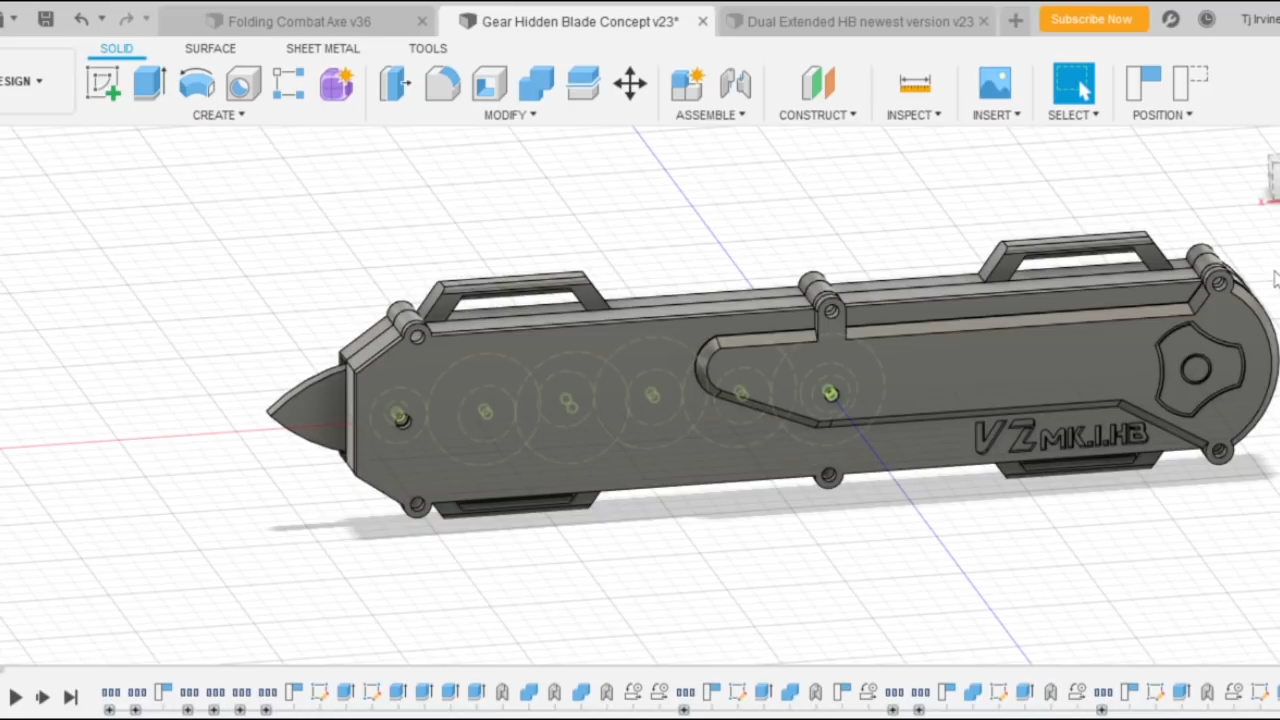 Folding Combat Axe v36
Gear Hidden Blade Concept v23*
Dual Extended HB newest version v23
Subscribe Now
Tj Irvine
SOLID
SURFACE
SHEET METAL
TOOLS
ESIGN
CREATE
MODIFY
ASSEMBLE
CONSTRUCT
INSPECT
INSERT
SELECT
POSITION
X
VZ MK.I.HB